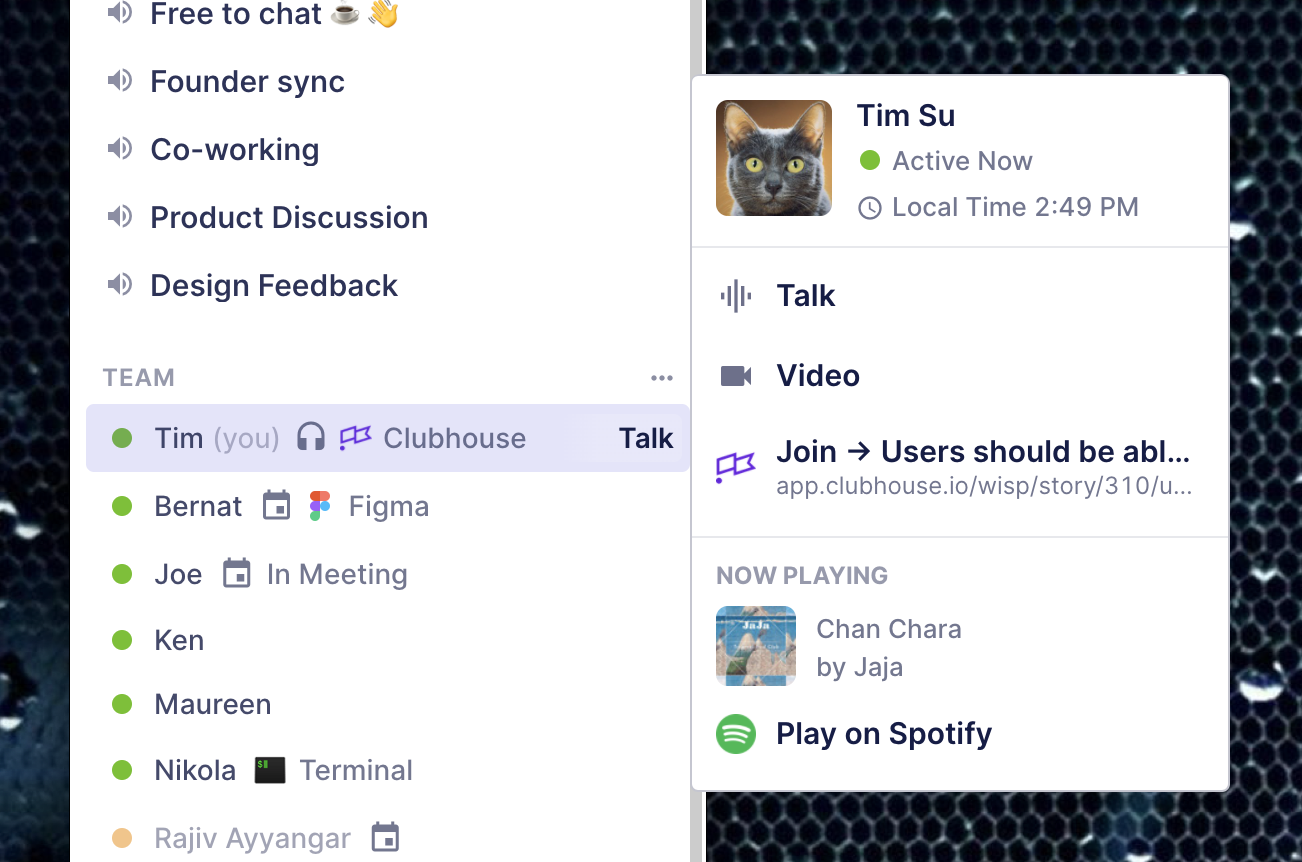 Free to chat ☕ 👋
Founder sync
Co-working
Product Discussion
Design Feedback
TEAM
Tim (you) Clubhouse Talk
Bernat Figma
Joe In Meeting
Ken
Maureen
Nikola $ Terminal
Rajiv Ayyangar
Tim Su
Active Now
Local Time 2:49 PM
Talk
Video
Join → Users should be abl...
app.clubhouse.io/wisp/story/310/u...
NOW PLAYING
JaJa
Chan Chara
by Jaja
Play on Spotify